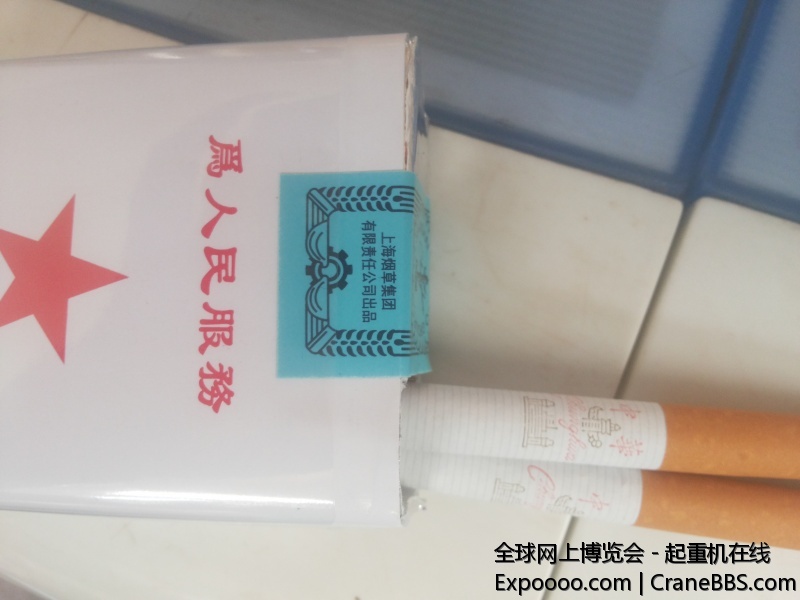 爲人民服務
上海烟草集团
有限责任公司出品
中华
Chunghwa
中
全球网上博览会 - 起重机在线
Expoooo.com | CraneBBS.com